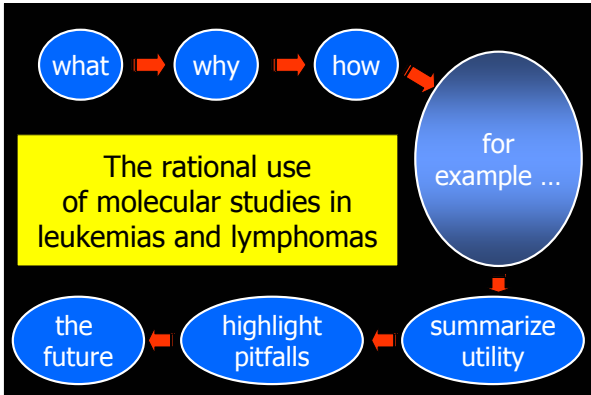 what
why
how
for
example ...
The rational use
of molecular studies in
leukemias and lymphomas
the
future
highlight
pitfalls
summarize
utility